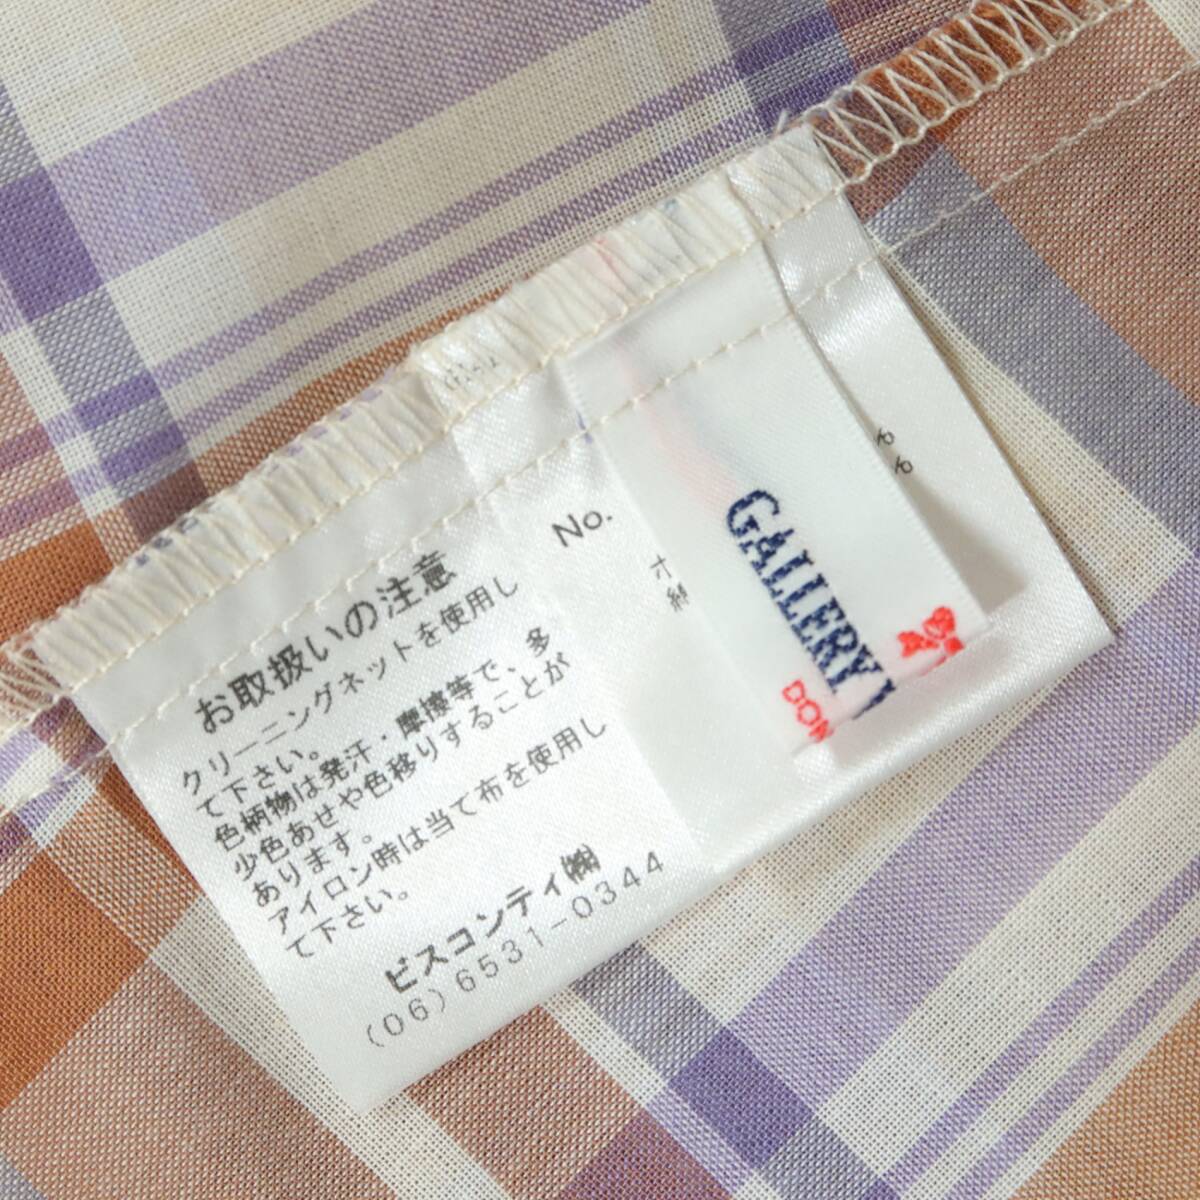 お取扱いの注意
クリーニングネットを使用し
て下さい。
色柄物は発汗・摩擦等で、多
少色あせや色移りすることが
あります。
アイロン時は当て布を使用し
て下さい。
ビスコンティ㈱
(06)6531-0344
No.
GALLERY